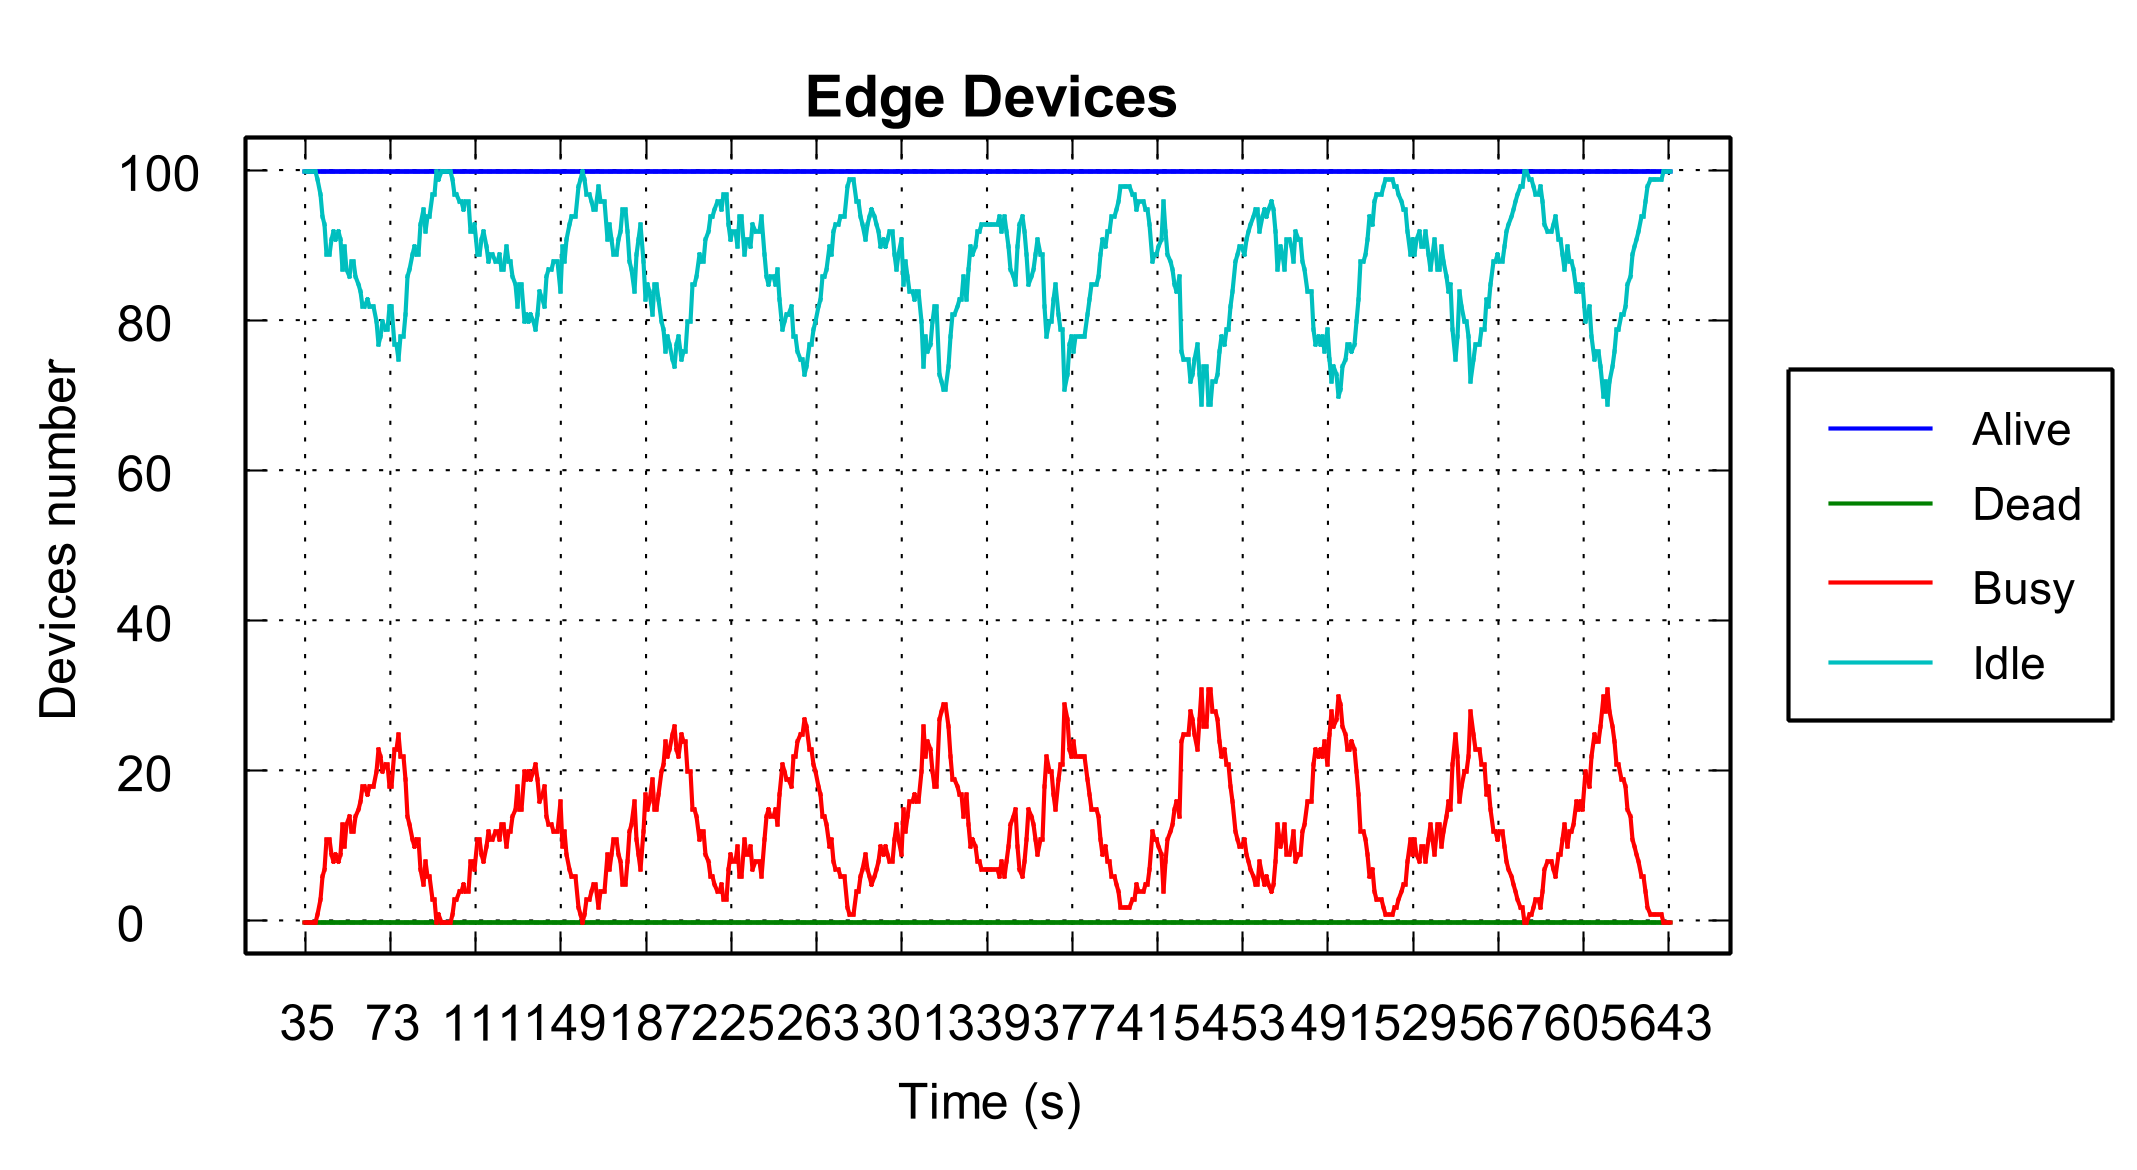 Edge Devices
100
80
60
40
20
0
Devices number
35 73 111 149 187 225 263 301 339 377 415 453 491 529 567 605 643
Time (s)
Alive
Dead
Busy
Idle